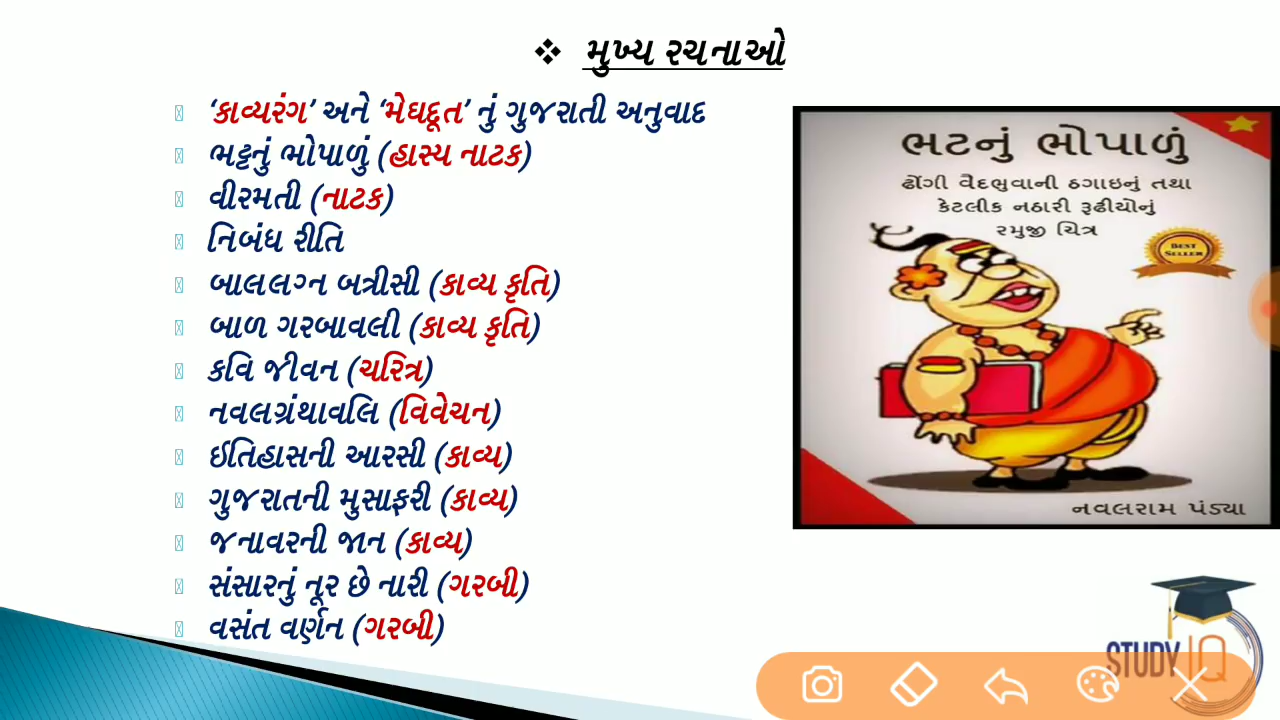 ❖ મુખ્ય રચનાઓ
'કાવ્યરંગ' અને 'મેઘદૂત' નું ગુજરાતી અનુવાદ
ભટ્ટનું ભોપાળું (હાસ્ય નાટક)
વીરમતી (નાટક)
નિબંધ રીતિ
બાલલગ્ન બત્રીસી (કાવ્ય કૃતિ)
બાળ ગરબાવલી (કાવ્ય કૃતિ)
કવિ જીવન (ચરિત્ર)
નવલગ્રંથાવલિ (વિવેચન)
ઈતિહાસની આરસી (કાવ્ય)
ગુજરાતની મુસાફરી (કાવ્ય)
જનાવરની જાન (કાવ્ય)
સંસારનું નૂર છે નારી (ગરબી)
વસંત વર્ણન (ગરબી)
ભટનું ભોપાળું
ઢોંગી વૈદભુવાની ઠગાઇનું તથા
કેટલીક નઠારી રૂઢીયોનું
રમુજી ચિત્ર
BEST
SELLER
નવલરામ પંડ્યા
STUDY IQ